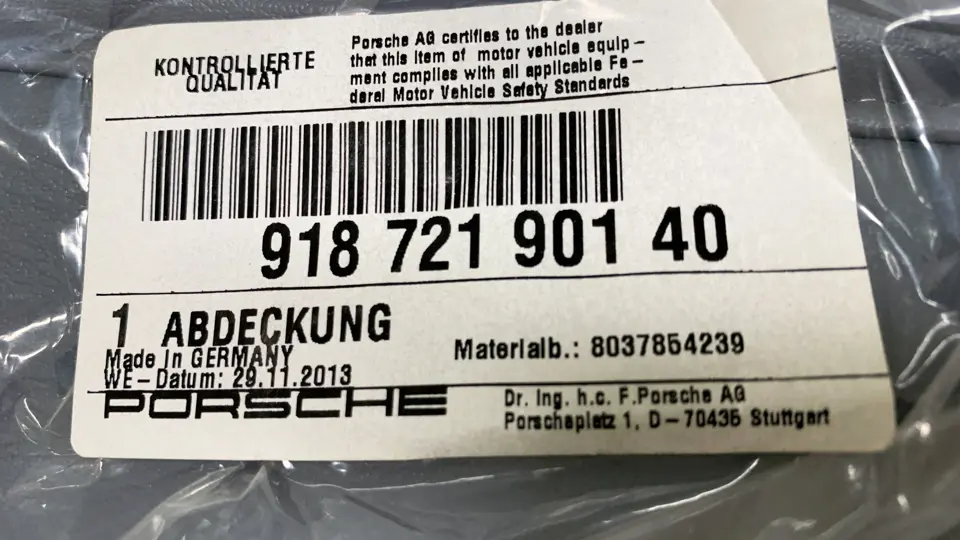 KONTROLLIERTE
QUALITÄT
Porsche AG certifies to the dealer
that this item of motor vehicle equip-
ment complies with all applicable Fe-
deral Motor Vehicle Safety Standards
918 721 901 40
1 ABDECKUNG
Made in GERMANY
WE-Datum: 29.11.2013
Materialb.: 8037854239
PORSCHE
Dr. Ing. h.c. F.Porsche AG
Porscheplatz 1, D-70435 Stuttgart